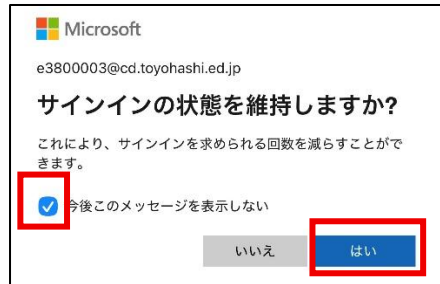 Microsoft
e3800003@cd.toyohashi.ed.jp
サインインの状態を維持しますか?
これにより、サインインを求められる回数を減らすことがで
きます。
今後このメッセージを表示しない
いいえ
はい